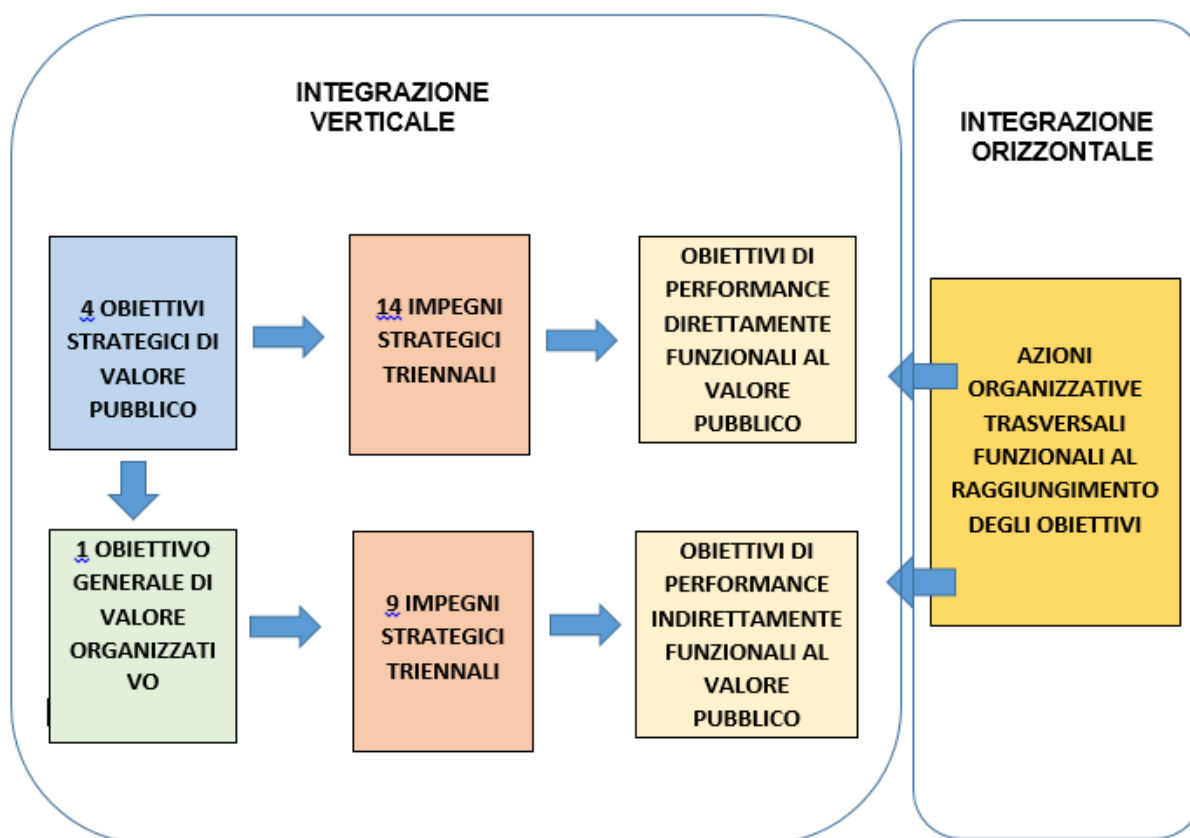 INTEGRAZIONE
VERTICALE
INTEGRAZIONE
ORIZZONTALE
4 OBIETTIVI
STRATEGICI DI
VALORE
PUBBLICO
14 IMPEGNI
STRATEGICI
TRIENNALI
OBIETTIVI DI
PERFORMANCE
DIRETTAMENTE
FUNZIONALI AL
VALORE
PUBBLICO
AZIONI
ORGANIZZATIVE
TRASVERSALI
FUNZIONALI AL
RAGGIUNGIMENTO
DEGLI OBIETTIVI
1 OBIETTIVO
GENERALE DI
VALORE
ORGANIZZATI
VO
9 IMPEGNI
STRATEGICI
TRIENNALI
OBIETTIVI DI
PERFORMANCE
INDIRETTAMENTE
FUNZIONALI AL
VALORE
PUBBLICO